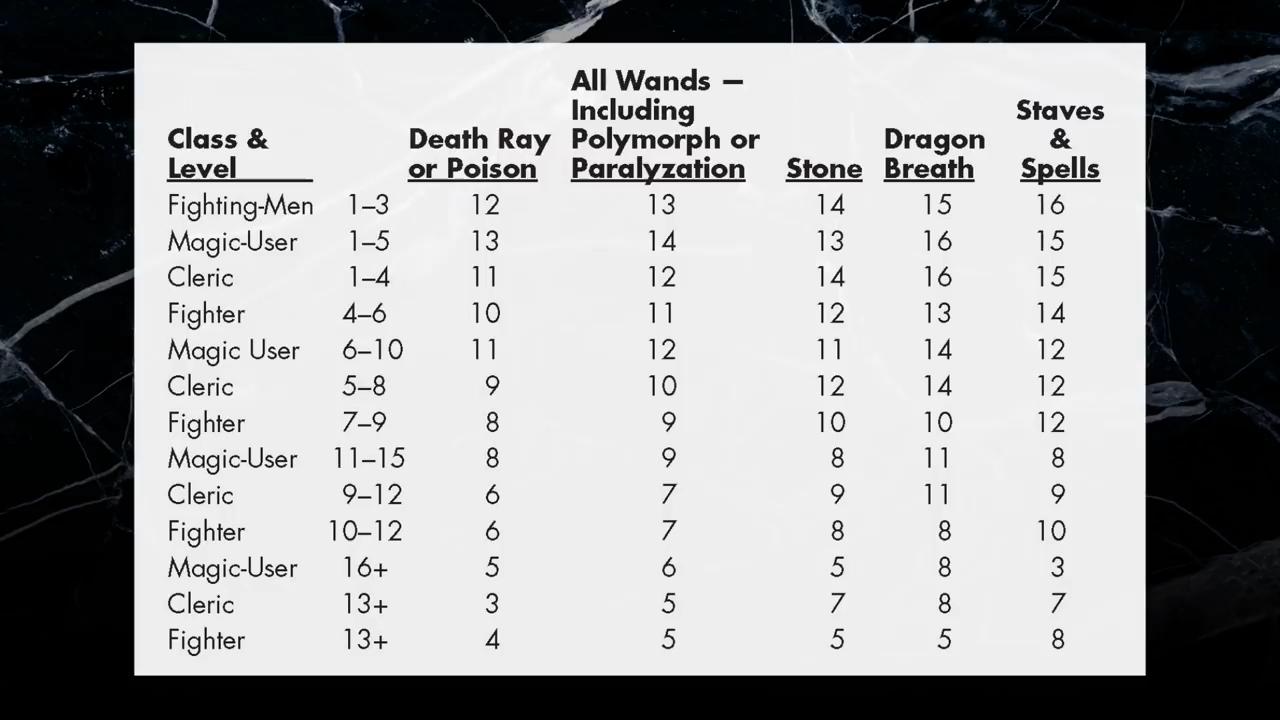 All Wands —
Including
Staves
Class & Death Ray Polymorph or Dragon &
Level or Poison Paralyzation Stone Breath Spells
Fighting-Men 1–3 12 13 14 15 16
Magic-User 1–5 13 14 13 16 15
Cleric 1–4 11 12 14 16 15
Fighter 4–6 10 11 12 13 14
Magic User 6–10 11 12 11 14 12
Cleric 5–8 9 10 12 14 12
Fighter 7–9 8 9 10 10 12
Magic-User 11–15 8 9 8 11 8
Cleric 9–12 6 7 9 11 9
Fighter 10–12 6 7 8 8 10
Magic-User 16+ 5 6 5 8 3
Cleric 13+ 3 5 7 8 7
Fighter 13+ 4 5 5 5 8